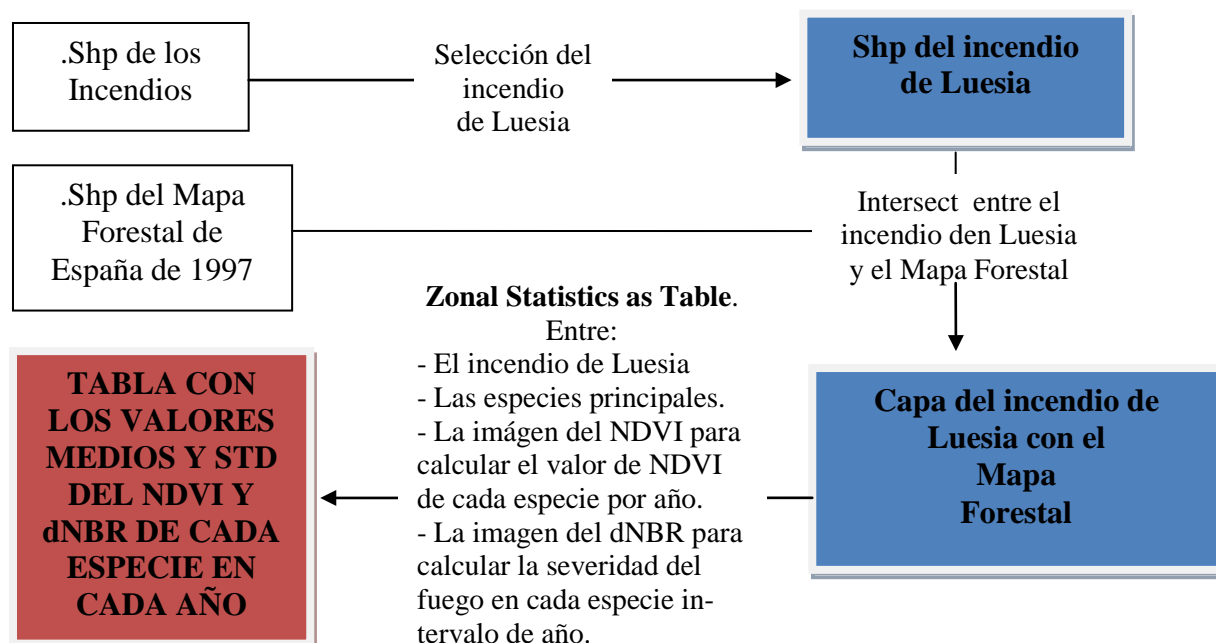 .Shp de los
Incendios
Selección del
incendio
de Luesia
Shp del incendio
de Luesia
.Shp del Mapa
Forestal de
España de 1997
Intersect entre el
incendio den Luesia
y el Mapa Forestal
Zonal Statistics as Table.
Entre:
- El incendio de Luesia
- Las especies principales.
- La imágen del NDVI para
calcular el valor de NDVI
de cada especie por año.
- La imagen del dNBR para
calcular la severidad del
fuego en cada especie in-
tervalo de año.
Capa del incendio de
Luesia con el
Mapa
Forestal
TABLA CON
LOS VALORES
MEDIOS Y STD
DEL NDVI Y
dNBR DE CADA
ESPECIE EN
CADA AÑO